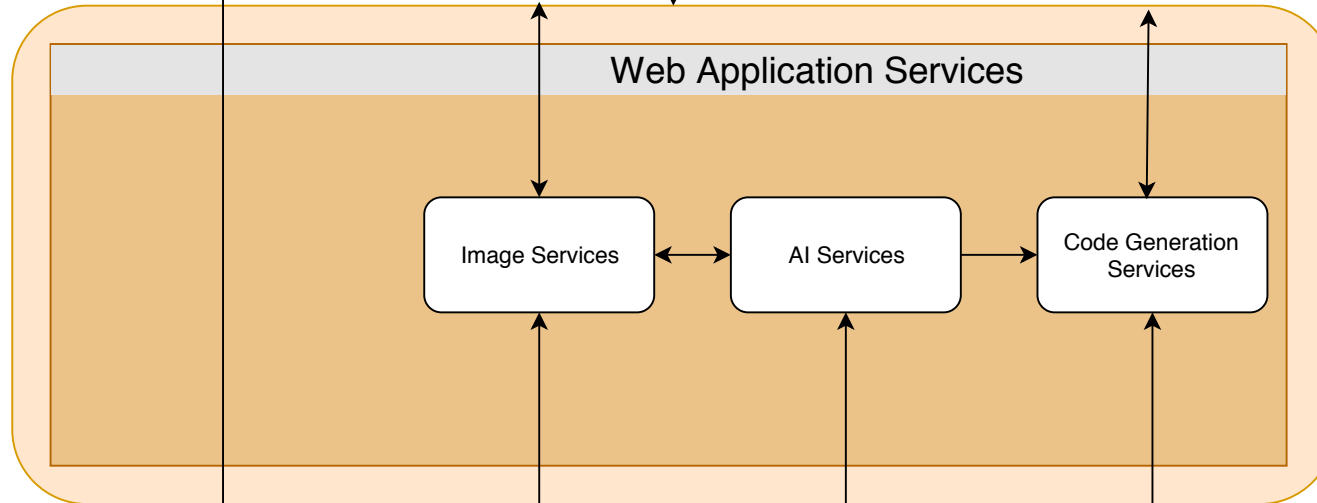 Web Application Services
Image Services
AI Services
Code Generation
Services